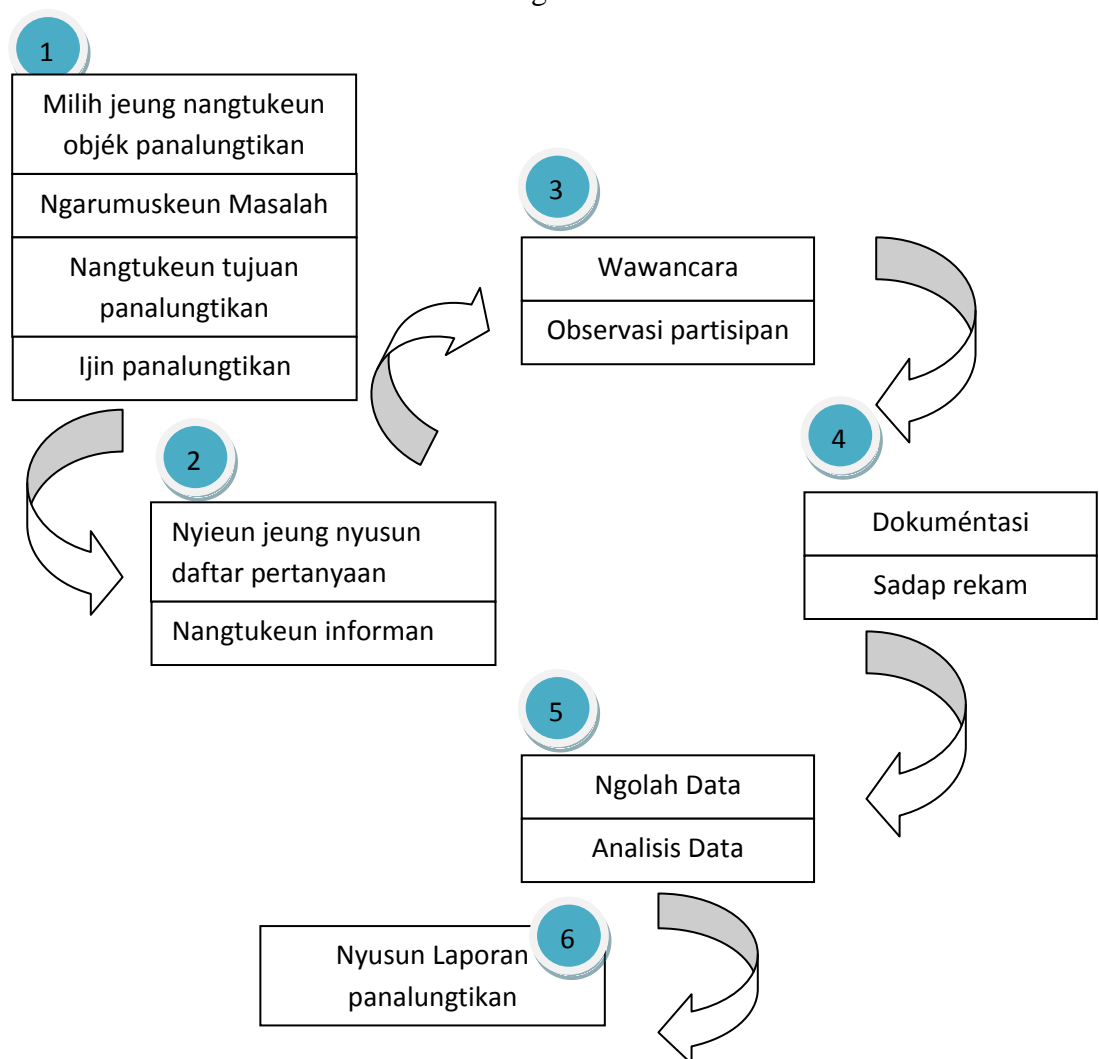 1
Milih jeung nangtukeun
objék panalungtikan
Ngarumuskeun Masalah
Nangtukeun tujuan
panalungtikan
Ijin panalungtikan
2
Nyieun jeung nyusun
daftar pertanyaan
Nangtukeun informan
3
Wawancara
Observasi partisipan
4
Dokuméntasi
Sadap rekam
5
Ngolah Data
Analisis Data
6
Nyusun Laporan
panalungtikan